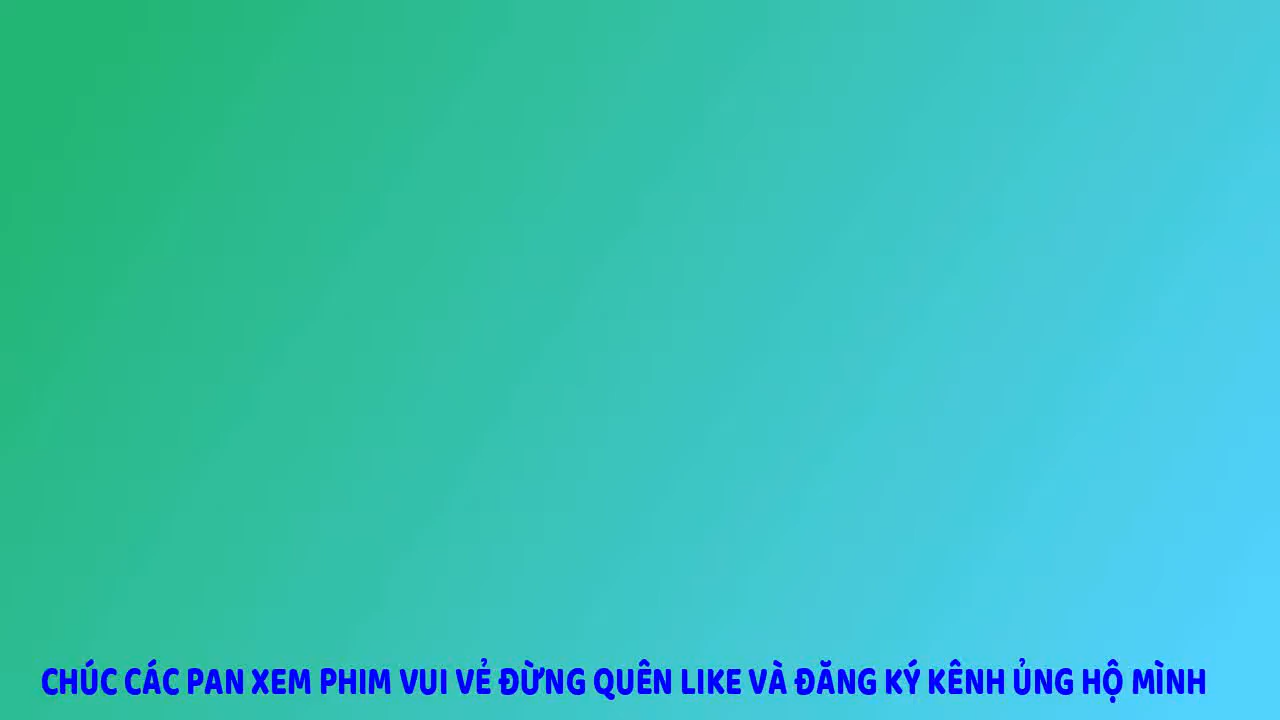 CHÚC CÁC PAN XEM PHIM VUI VẺ ĐỪNG QUÊN LIKE VÀ ĐĂNG KÝ KÊNH ỦNG HỘ MÌNH